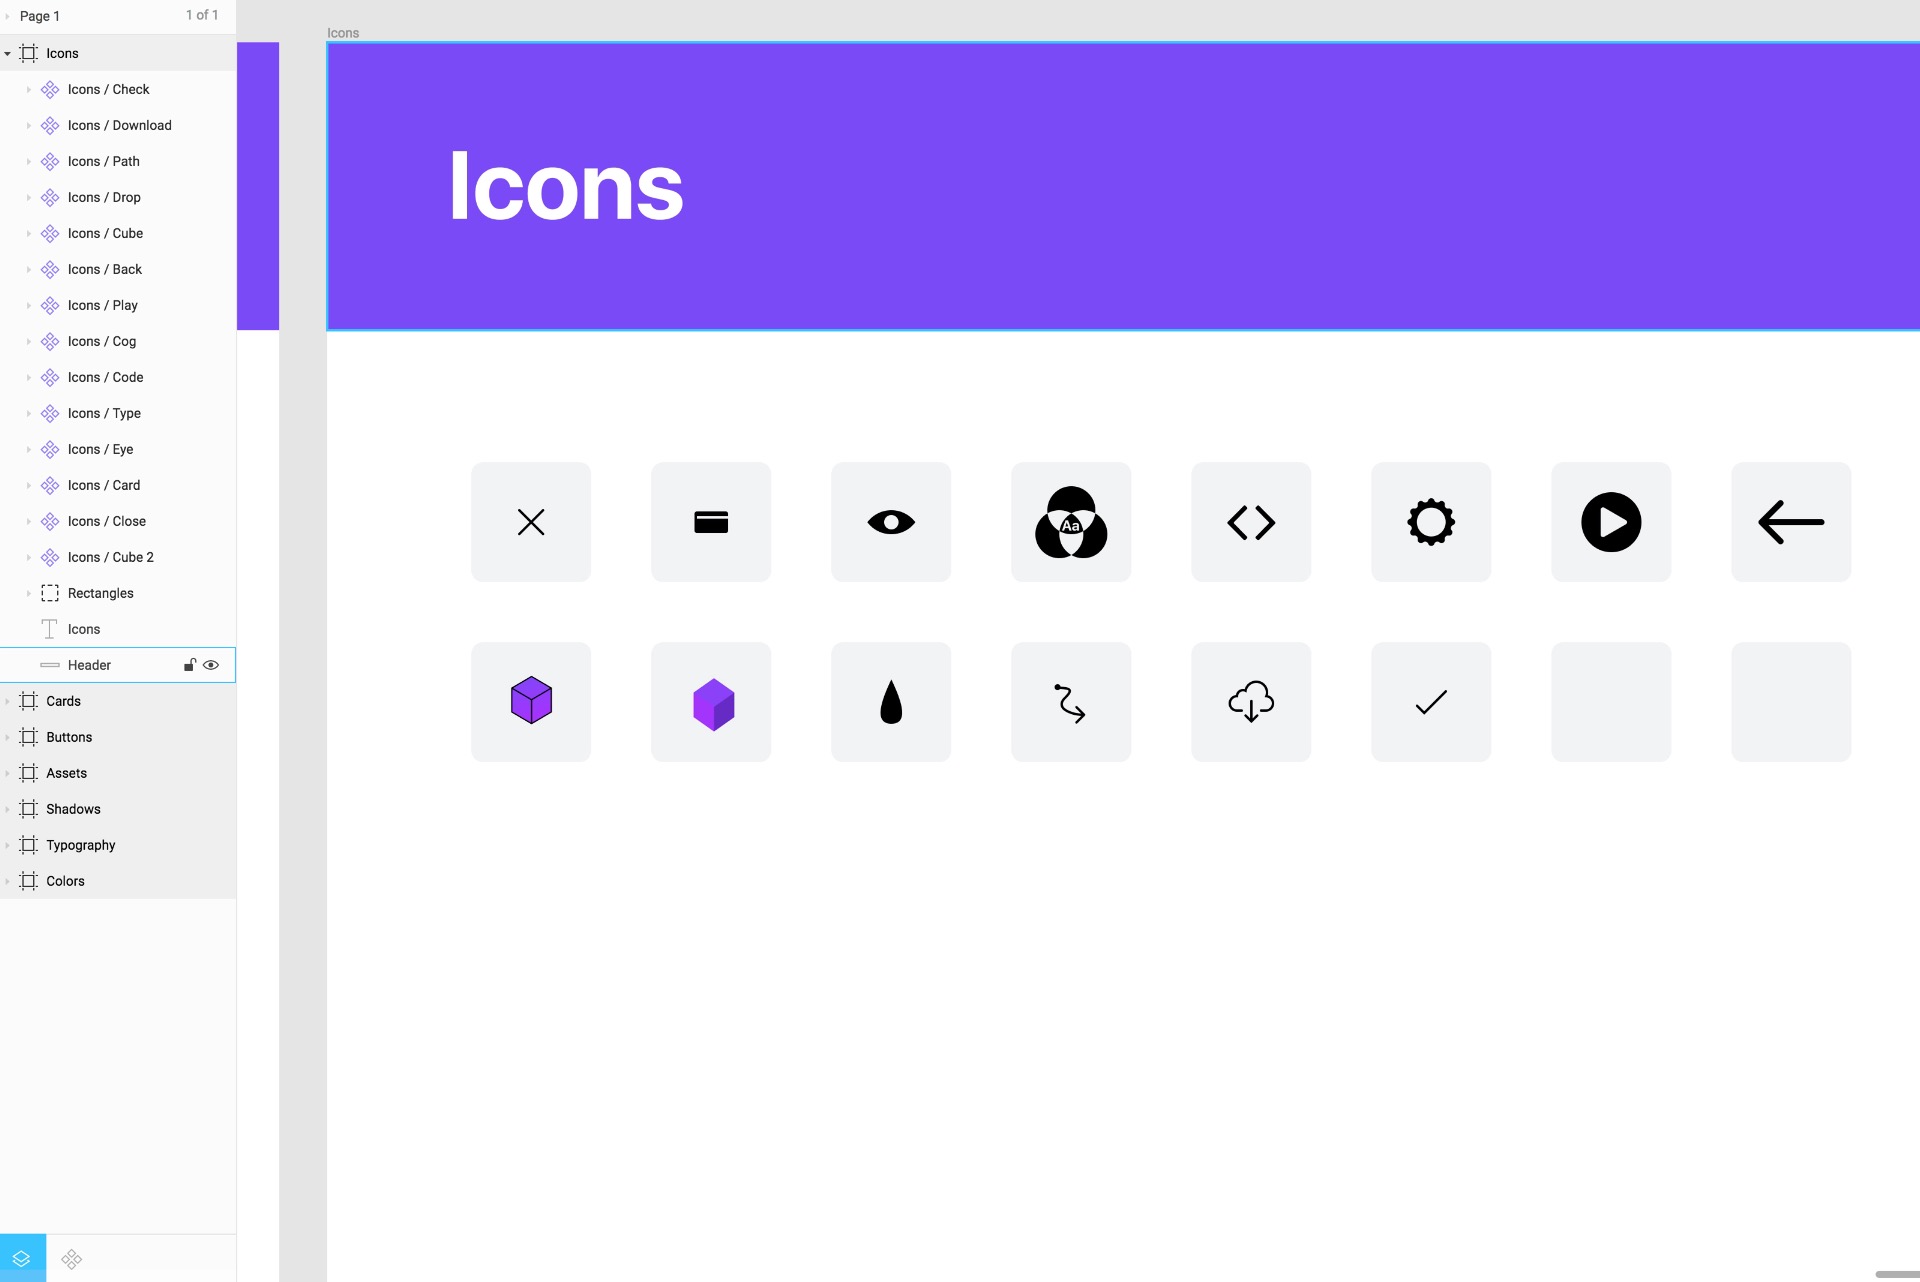 Page 1
1 of 1
Icons
Icons / Check
Icons / Download
Icons / Path
Icons / Drop
Icons / Cube
Icons / Back
Icons / Play
Icons / Cog
Icons / Code
Icons / Type
Icons / Eye
Icons / Card
Icons / Close
Icons / Cube 2
Rectangles
Icons
Header
Cards
Buttons
Assets
Shadows
Typography
Colors
Icons
Icons
Aa